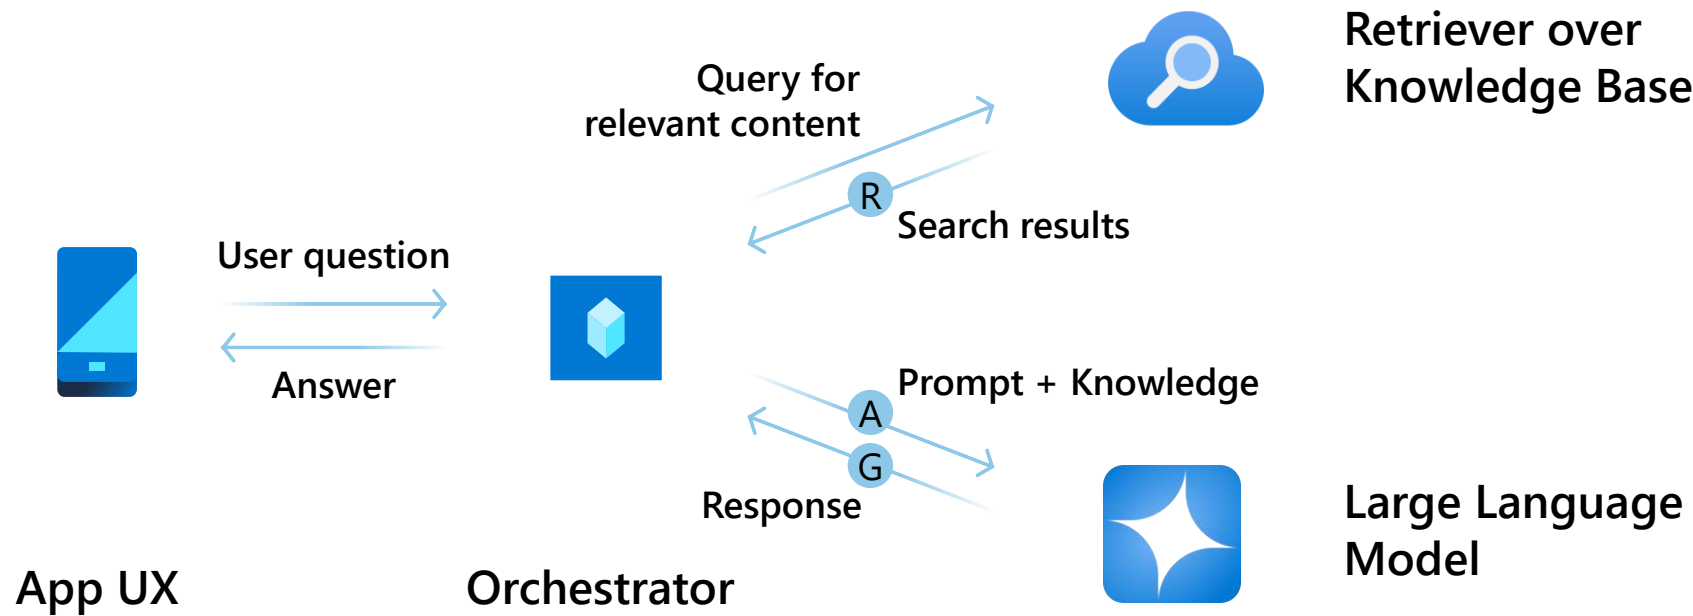 Retriever over
Knowledge Base
Query for
relevant content
R
Search results
User question
Answer
Prompt + Knowledge
A
G
Response
Large Language
Model
App UX
Orchestrator